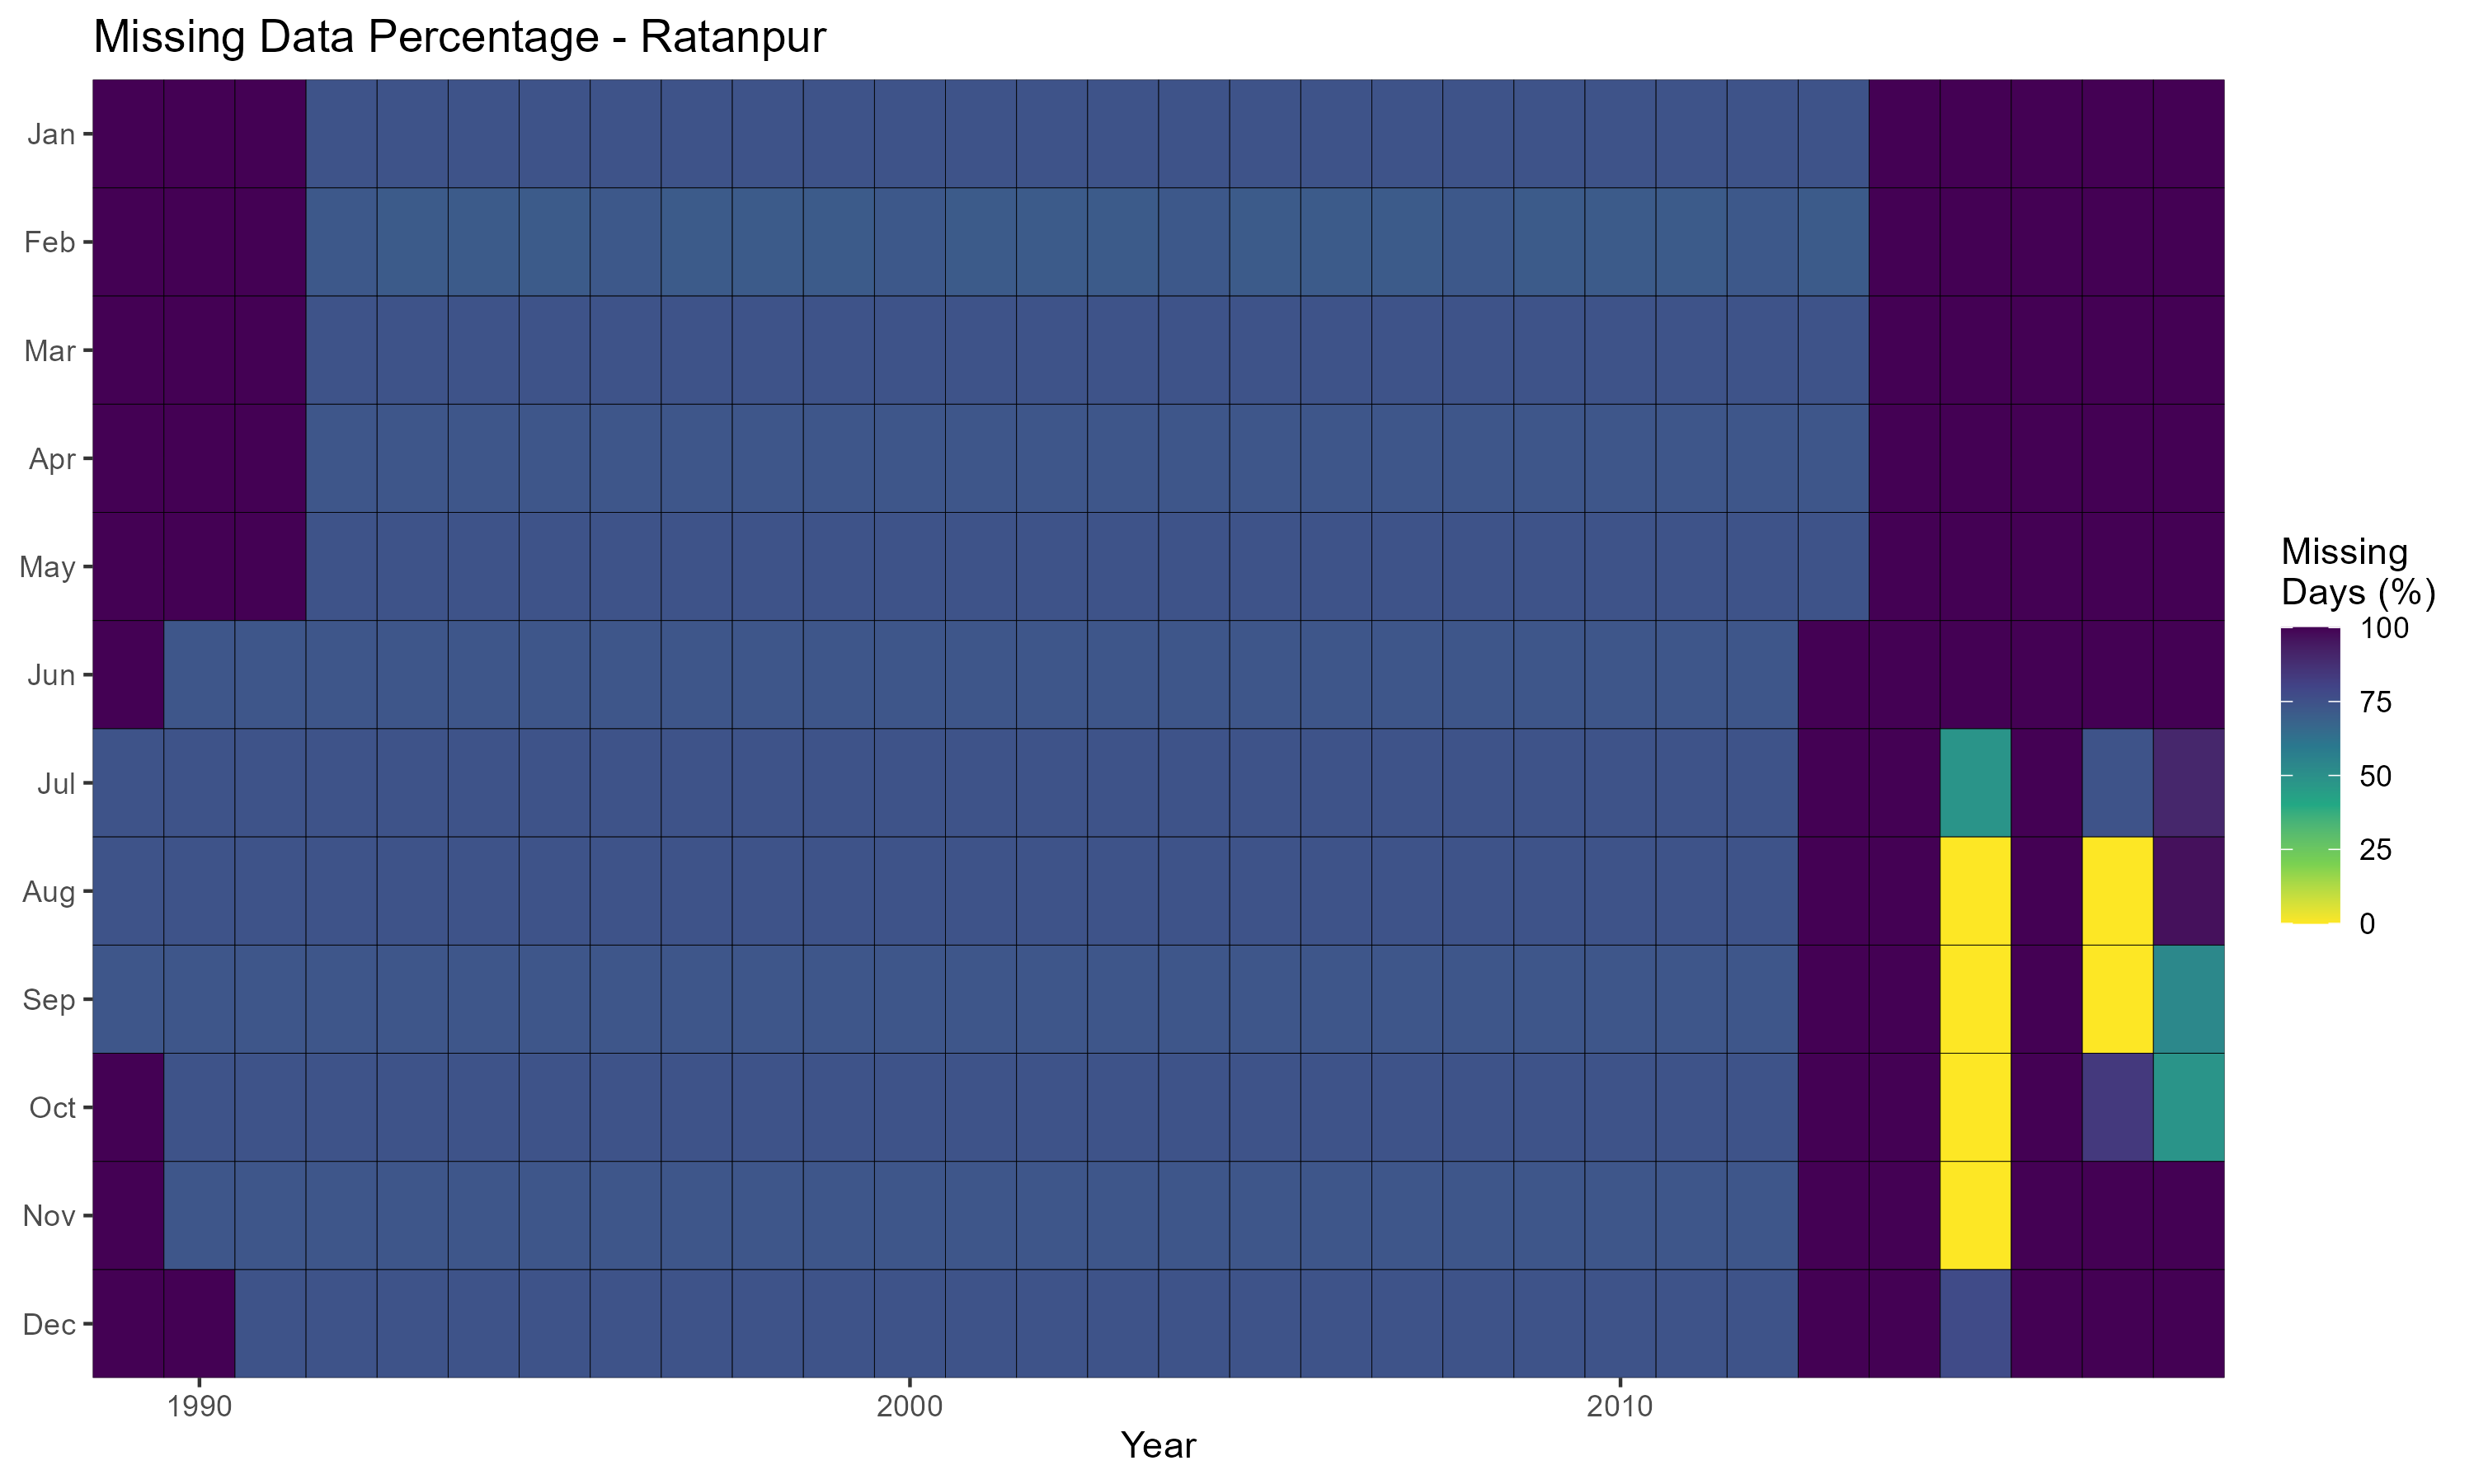 Missing Data Percentage - Ratanpur
Jan
Feb
Mar
Apr
May
Jun
Jul
Aug
Sep
Oct
Nov
Dec
1990 2000 2010
Year
Missing
Days (%)
100
75
50
25
0